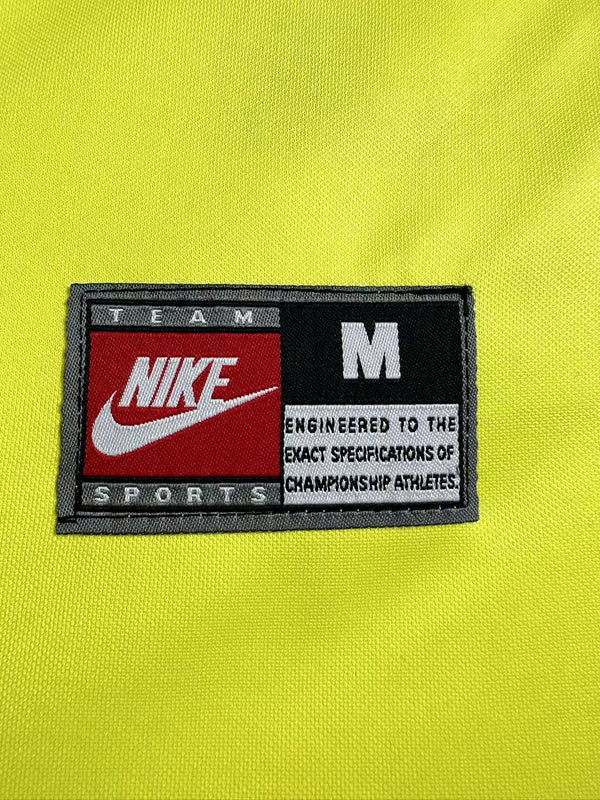 TEAM
NIKE
SPORTS
M
ENGINEERED TO THE
EXACT SPECIFICATIONS OF
CHAMPIONSHIP ATHLETES.